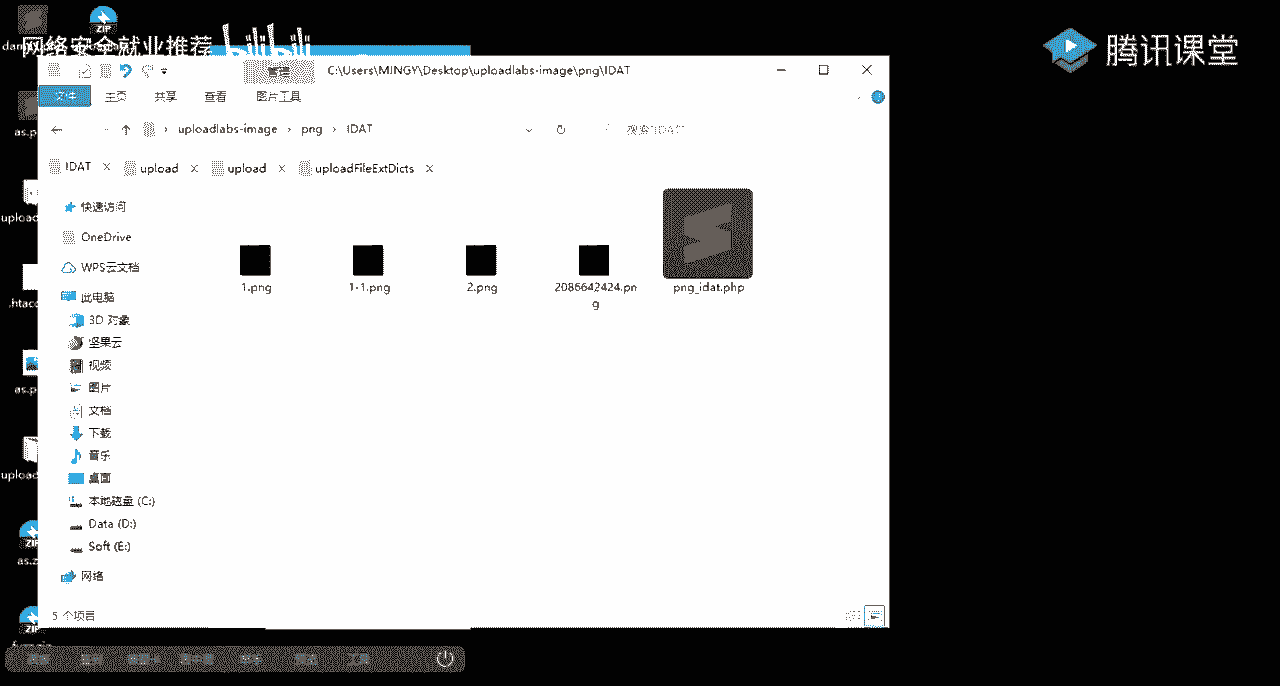 ZIP
网络安全就业推荐
bilibili
腾讯课堂
管理
C:\Users\MINGY\Desktop\uploadlabs-image\png\IDAT
文件
主页
共享
查看
图片工具
uploadlabs-image › png › IDAT
搜索"IDAT"
IDAT
upload
upload
uploadFileExtDicts
as.p
upload
.htacc
as.p
upload
ZIP
as.z
ZIP
快速访问
OneDrive
WPS云文档
此电脑
3D 对象
坚果云
视频
图片
文档
下载
音乐
桌面
本地磁盘 (C:)
Data (D:)
Soft (E:)
网络
1.png
1-1.png
2.png
2086642424.pn
g
png_idat.php
5 个项目